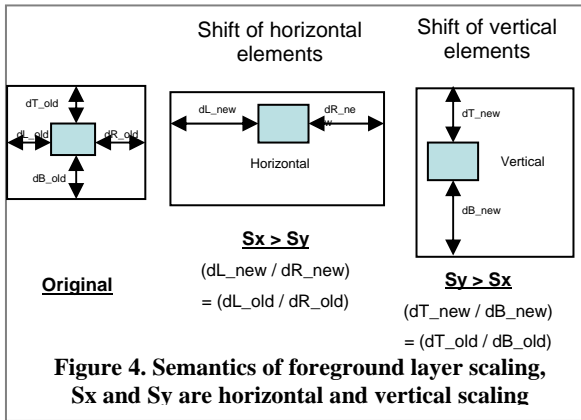 Shift of horizontal
elements
Shift of vertical
elements
dT_old
dL_old
dR_old
dB_old
dL_new
dR_ne
w
Horizontal
dT_new
Vertical
dB_new
Original
Sx > Sy
(dL_new / dR_new)
= (dL_old / dR_old)
Sy > Sx
(dT_new / dB_new)
= (dT_old / dB_old)
Figure 4. Semantics of foreground layer scaling,
Sx and Sy are horizontal and vertical scaling